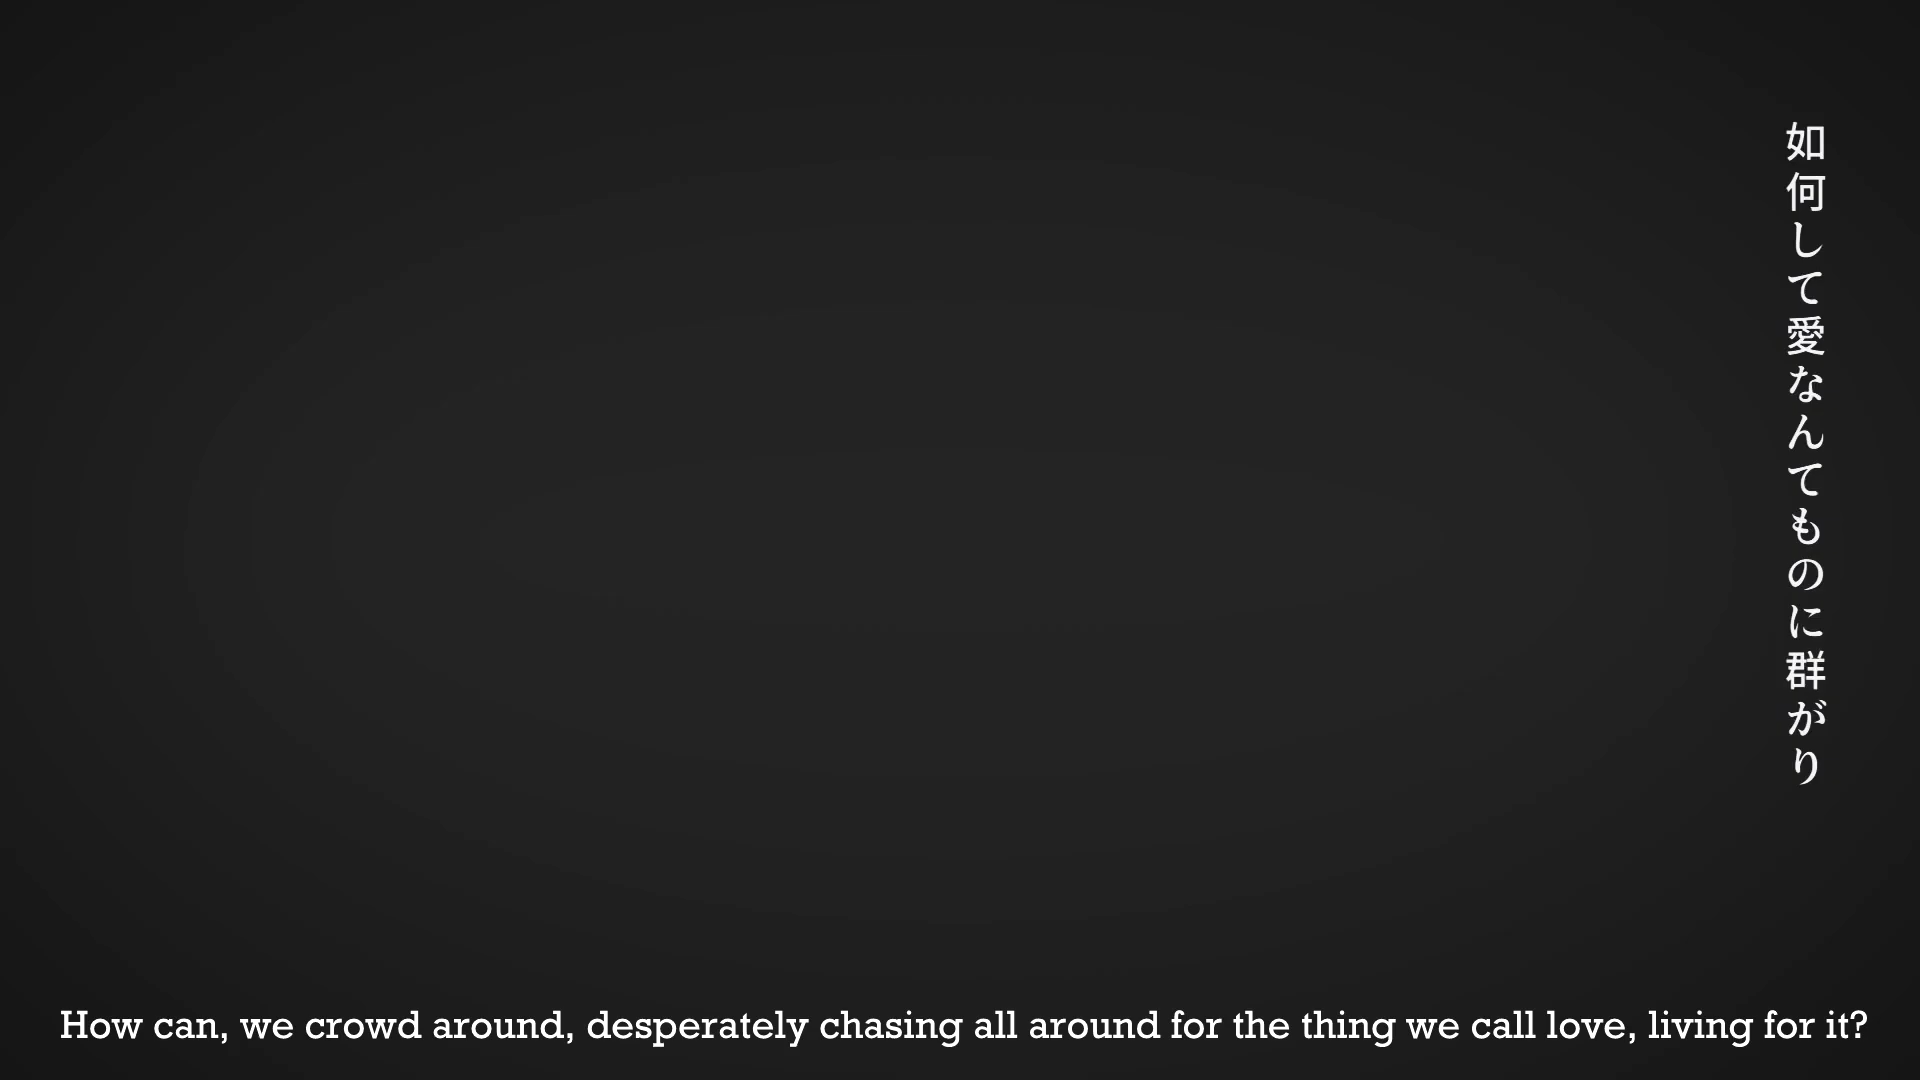 如何して愛なんてものに群がり
How can, we crowd around, desperately chasing all around for the thing we call love, living for it?